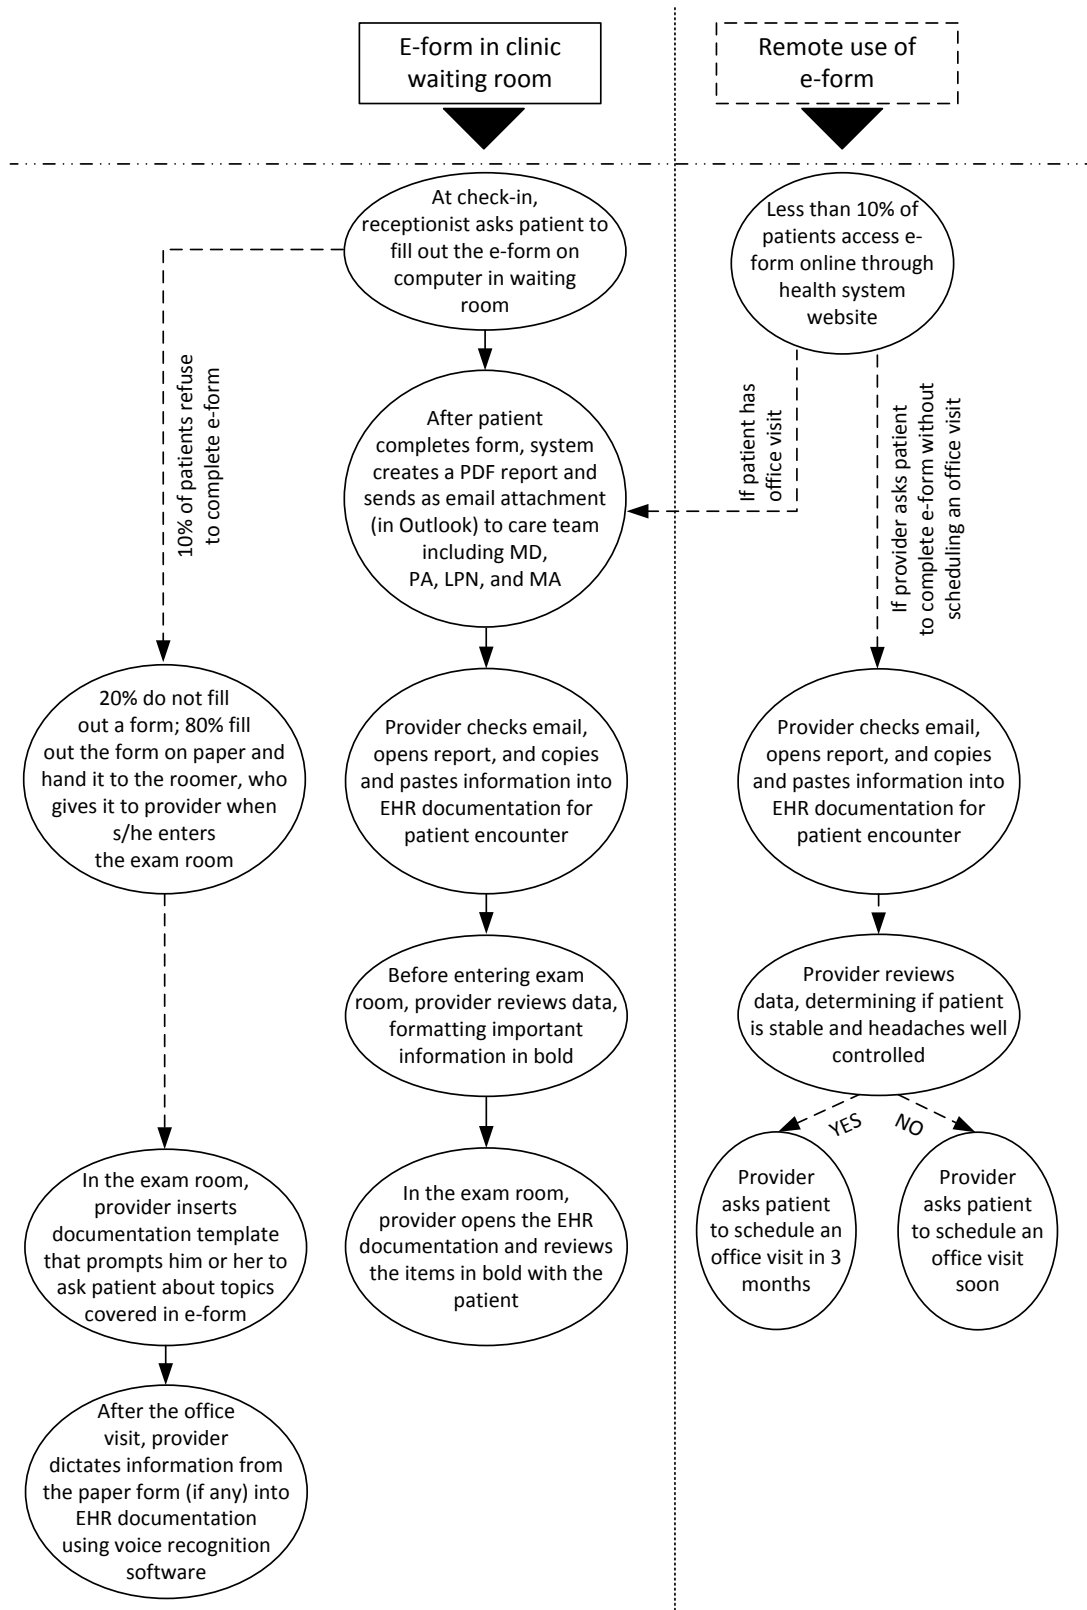 E-form in clinic
waiting room
Remote use of
e-form
At check-in,
receptionist asks patient to
fill out the e-form on
computer in waiting
room
Less than 10% of
patients access e-
form online through
health system
website
10% of patients refuse
to complete e-form
After patient
completes form, system
creates a PDF report and
sends as email attachment
(in Outlook) to care team
including MD,
PA, LPN, and MA
If patient has
office visit
If provider asks patient
to complete e-form without
scheduling an office visit
20% do not fill
out a form; 80% fill
out the form on paper and
hand it to the roomer, who
gives it to provider when
s/he enters
the exam room
Provider checks email,
opens report, and copies
and pastes information into
EHR documentation for
patient encounter
Provider checks email,
opens report, and copies
and pastes information into
EHR documentation for
patient encounter
Before entering exam
room, provider reviews data,
formatting important
information in bold
Provider reviews
data, determining if patient
is stable and headaches well
controlled
YES
NO
In the exam room,
provider inserts
documentation template
that prompts him or her to
ask patient about topics
covered in e-form
In the exam room,
provider opens the EHR
documentation and reviews
the items in bold with the
patient
Provider
asks patient
to schedule an
office visit in 3
months
Provider
asks patient
to schedule an
office visit
soon
After the office
visit, provider
dictates information from
the paper form (if any) into
EHR documentation
using voice recognition
software